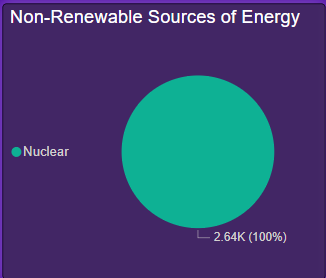 Non-Renewable Sources of Energy
Nuclear
2.64K (100%)